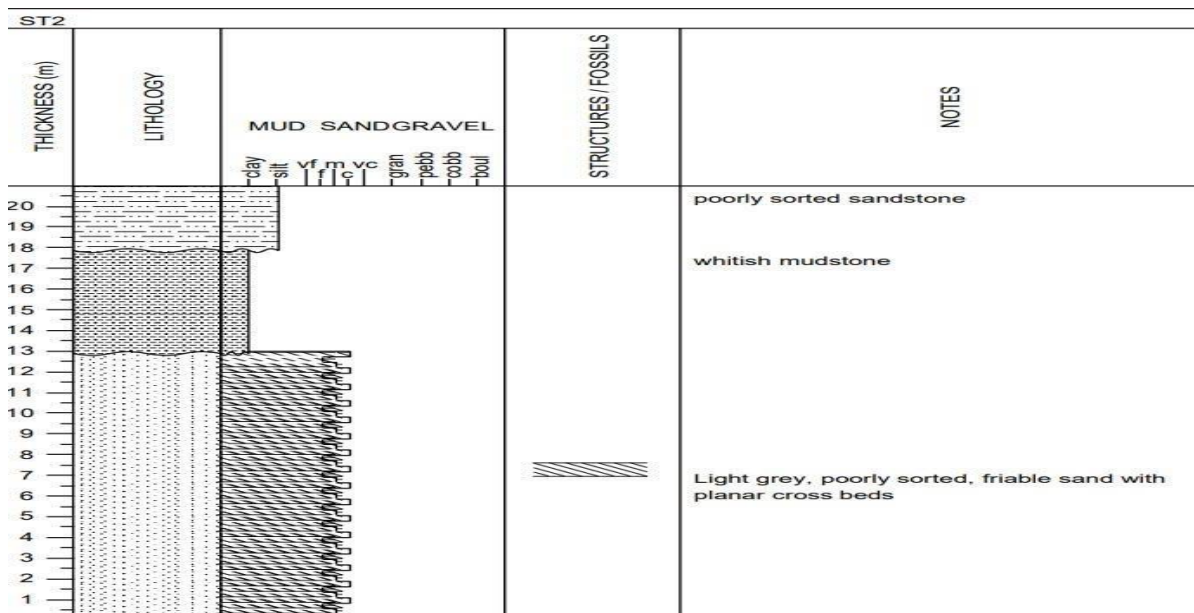 ST2
THICKNESS (m)
LITHOLOGY
MUD SANDGRAVEL
clay
silt
vf
f
m
c
vc
gran
pebb
cobb
boul
STRUCTURES / FOSSILS
NOTES
20
19
18
17
16
15
14
13
12
11
10
9
8
7
6
5
4
3
2
1
poorly sorted sandstone
whitish mudstone
Light grey, poorly sorted, friable sand with
planar cross beds